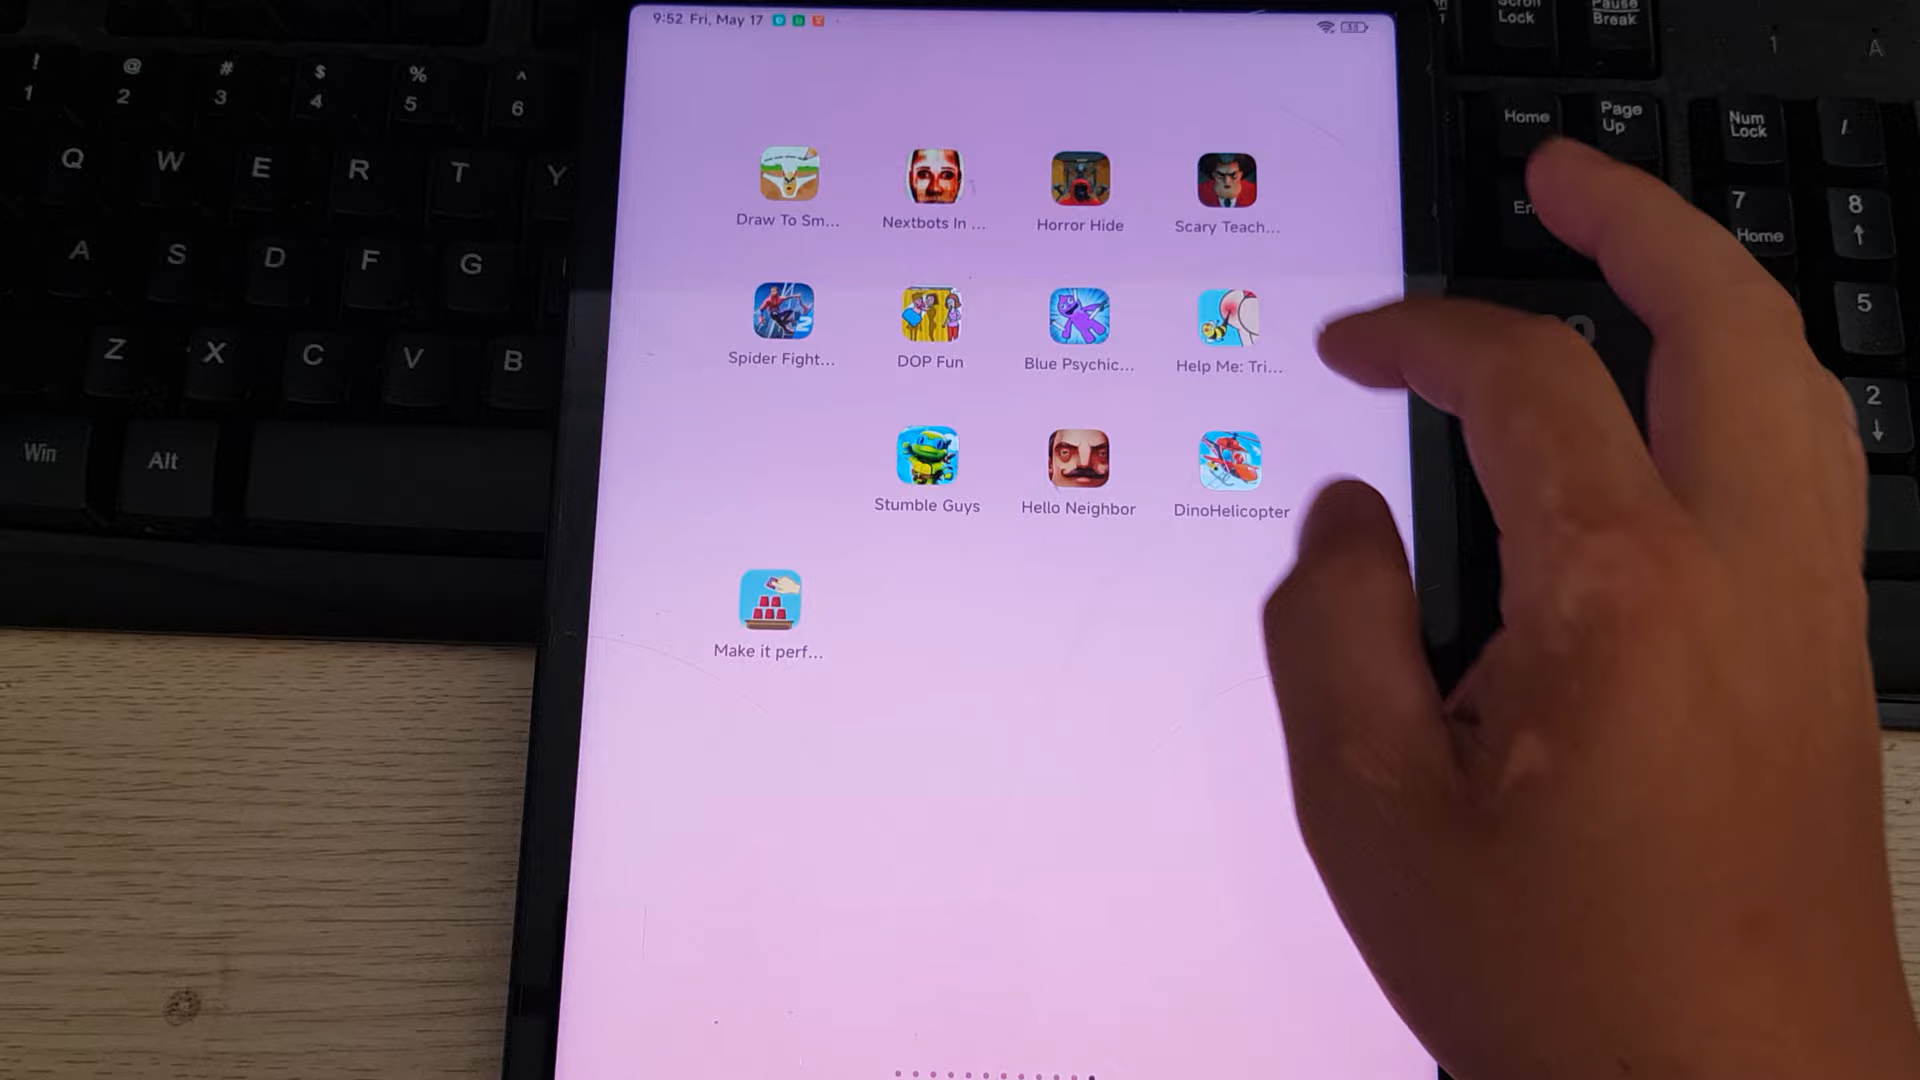 9:52 Fri, May 17
Draw To Sm...
Nextbots In ...
Horror Hide
Scary Teach...
Spider Fight...
2
DOP Fun
Blue Psychic...
Help Me: Tri...
Stumble Guys
Hello Neighbor
DinoHelicopter
Make it perf...
! @ # $ % ^
1 2 3 4 5 6
Q W E R T Y
A S D F G
Z X C V B
Win Alt
Scroll
Lock
Pause
Break
1 A
Home
Page
Up
Num
Lock
/
7
Home
8
↑
5
2
↓